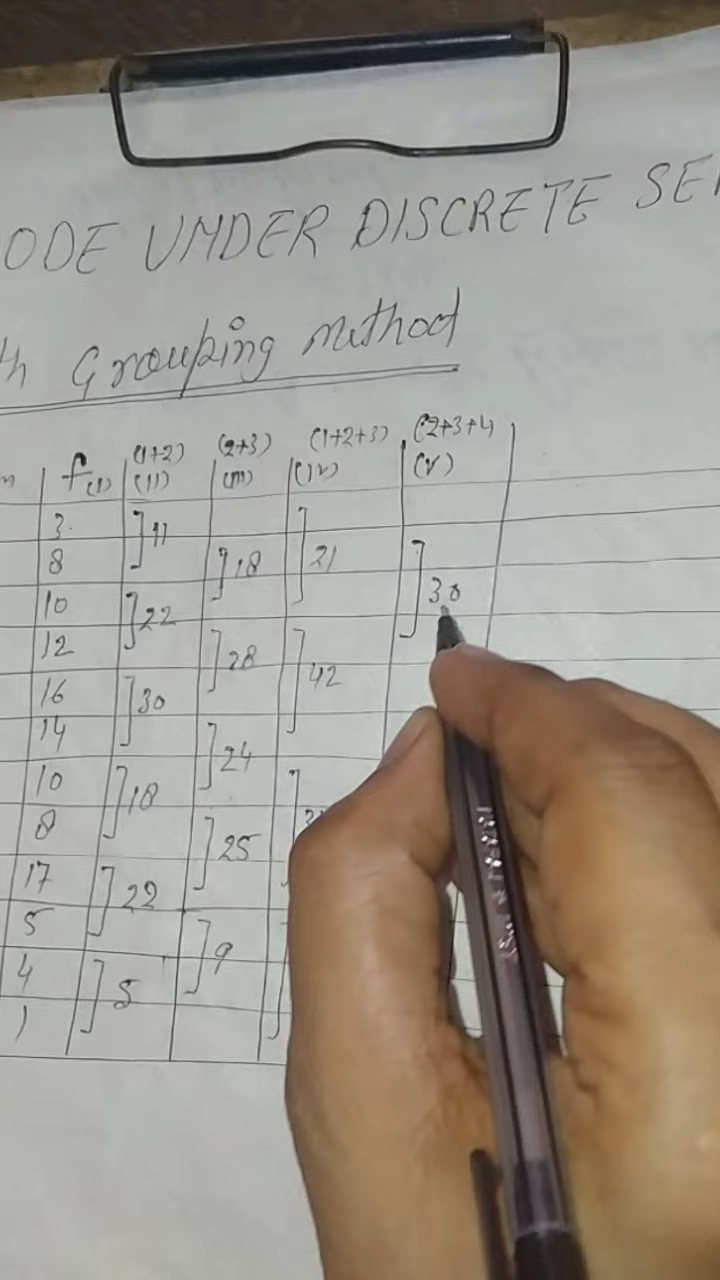 ODE UNDER DISCRETE SE
th Grouping method
f(I) (1+2) (II) (2+3) (III) (1+2+3) (IV) (2+3+4) (V)
3 11
8 18 21
10 30
22
12 28
16 30 42
14 24
10 18
8 25
17 22
5 9
4 5
1